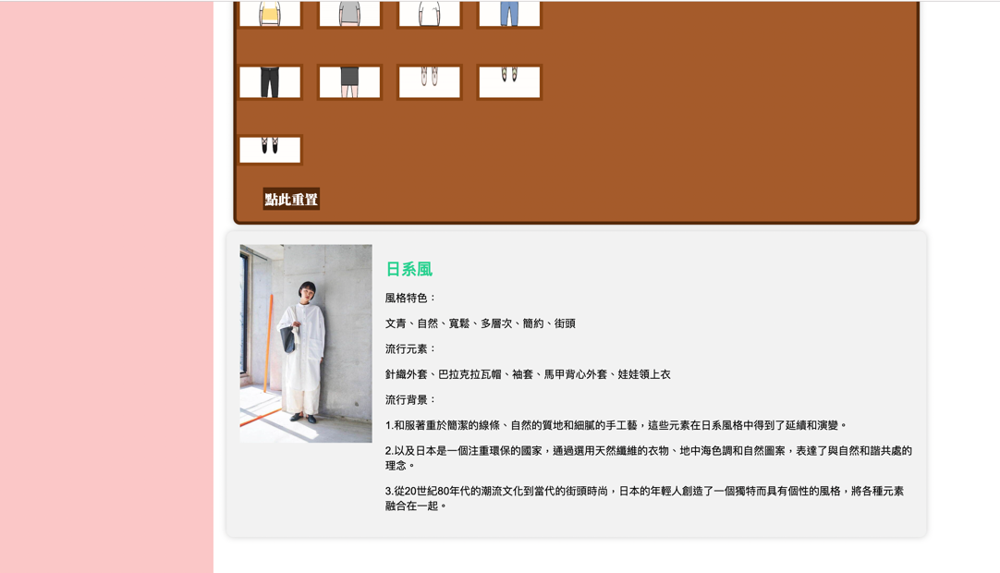 點此重置
日系風
風格特色：
文青、自然、寬鬆、多層次、簡約、街頭
流行元素：
針織外套、巴拉克拉瓦帽、袖套、馬甲背心外套、娃娃領上衣
流行背景：
1.和服著重於簡潔的線條、自然的質地和細膩的手工藝，這些元素在日系風格中得到了延續和演變。
2.以及日本是一個注重環保的國家，通過選用天然纖維的衣物、地中海色調和自然圖案，表達了與自然和諧共處的
理念。
3.從20世紀80年代的潮流文化到當代的街頭時尚，日本的年輕人創造了一個獨特而具有個性的風格，將各種元素
融合在一起。